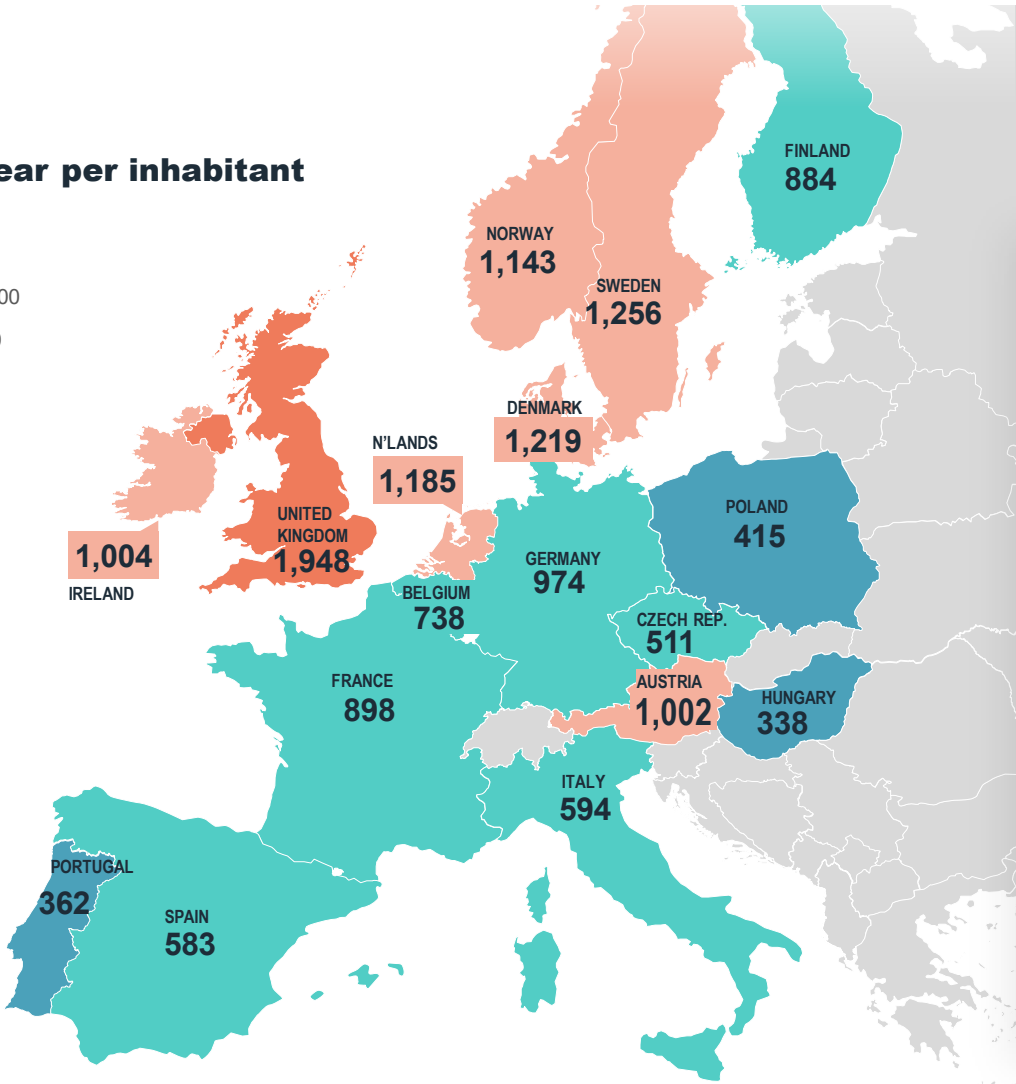 ear per inhabitant
00
FINLAND
884
NORWAY
1,143
SWEDEN
1,256
DENMARK
1,219
N'LANDS
1,185
UNITED
KINGDOM
1,948
1,004
IRELAND
POLAND
415
GERMANY
974
BELGIUM
738
CZECH REP.
511
FRANCE
898
AUSTRIA
1,002
HUNGARY
338
ITALY
594
PORTUGAL
362
SPAIN
583